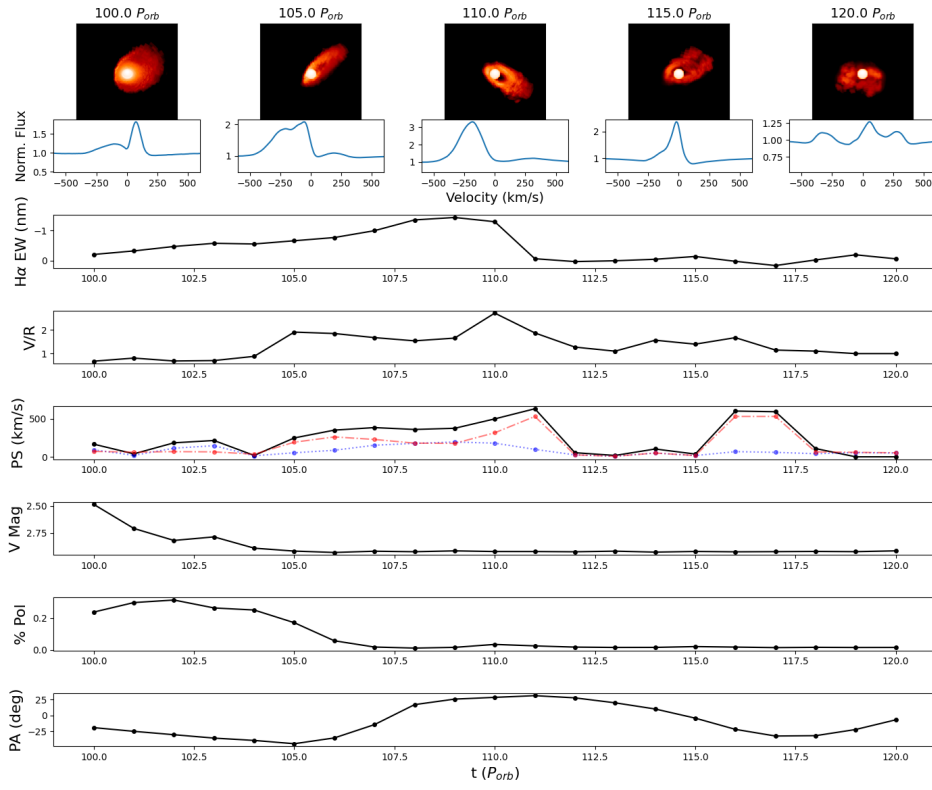 100.0 P_orb 105.0 P_orb 110.0 P_orb 115.0 P_orb 120.0 P_orb
Norm. Flux
1.5
1.0
0.5
2
1
3
2
1
2
1
1.25
1.00
0.75
−500 −250 0 250 500 −500 −250 0 250 500 −500 −250 0 250 500 −500 −250 0 250 500 −500 −250 0 250 500
Velocity (km/s)
Hα EW (nm)
−1
0
100.0 102.5 105.0 107.5 110.0 112.5 115.0 117.5 120.0
V/R
2
1
100.0 102.5 105.0 107.5 110.0 112.5 115.0 117.5 120.0
PS (km/s)
500
0
100.0 102.5 105.0 107.5 110.0 112.5 115.0 117.5 120.0
V Mag
2.50
2.75
100.0 102.5 105.0 107.5 110.0 112.5 115.0 117.5 120.0
% Pol
0.2
0.0
100.0 102.5 105.0 107.5 110.0 112.5 115.0 117.5 120.0
PA (deg)
25
0
−25
100.0 102.5 105.0 107.5 110.0 112.5 115.0 117.5 120.0
t (P_orb)